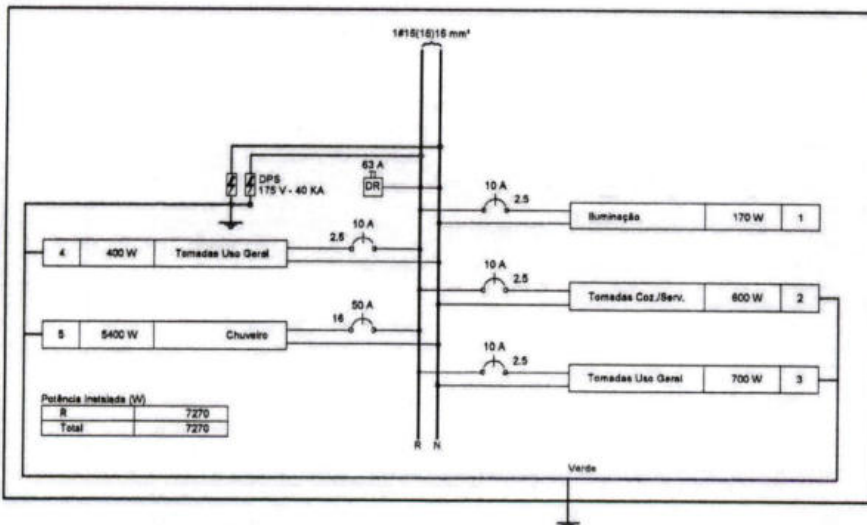 1#16(16)16 mm²
63 A
DR
DPS
175 V - 40 KA
10 A
2.5
Iluminação 170 W 1
10 A
2.5
4 400 W Tomadas Uso Geral
10 A
2.5
Tomadas Coz./Serv. 600 W 2
50 A
16
5 5400 W Chuveiro
10 A
2.5
Tomadas Uso Geral 700 W 3
Potência Instalada (W)
R 7270
Total 7270
R N
Verde